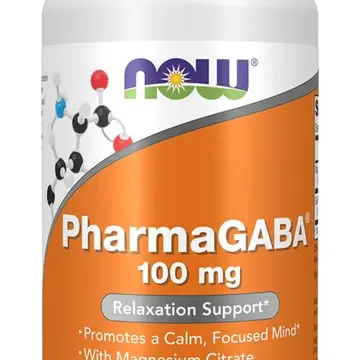 NOW®
PharmaGABA®
100 mg
Relaxation Support*
•Promotes a Calm, Focused Mind*
•With Magnesium Citrate